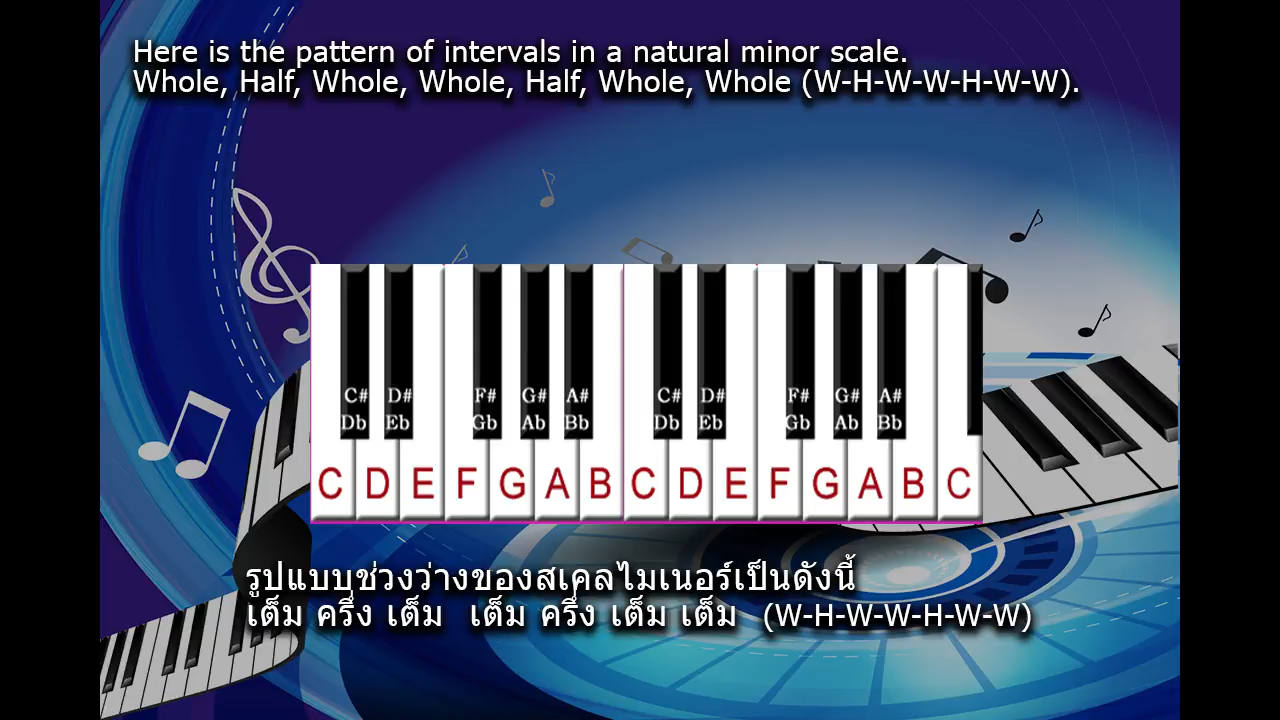 Here is the pattern of intervals in a natural minor scale.
Whole, Half, Whole, Whole, Half, Whole, Whole (W-H-W-W-H-W-W).
C# D# F# G# A# C# D# F# G# A#
Db Eb Gb Ab Bb Db Eb Gb Ab Bb
C D E F G A B C D E F G A B C
รูปแบบช่วงว่างของสเคลไมเนอร์เป็นดังนี้
เต็ม ครึ่ง เต็ม เต็ม ครึ่ง เต็ม เต็ม (W-H-W-W-H-W-W)